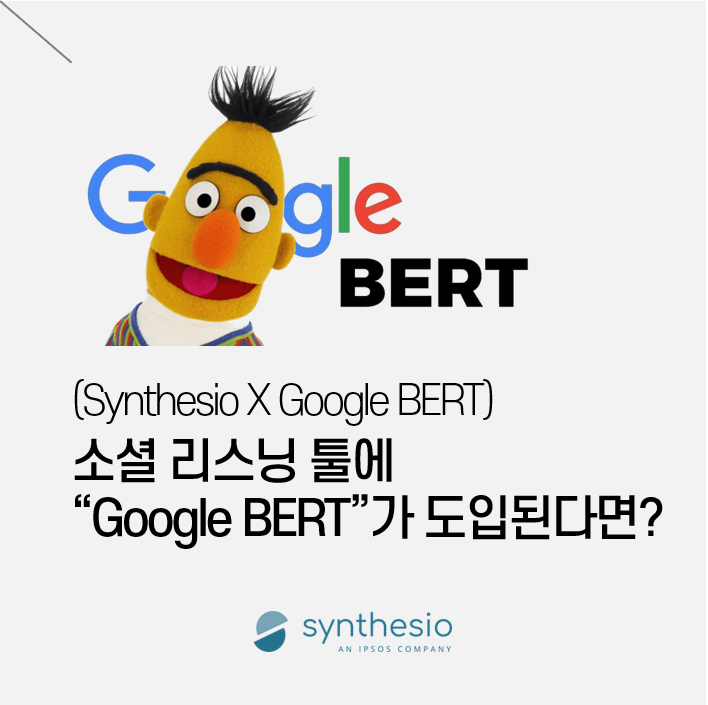 Google
BERT
(Synthesio X Google BERT)
소셜 리스닝 툴에
“Google BERT”가 도입된다면?
synthesio
AN IPSOS COMPANY